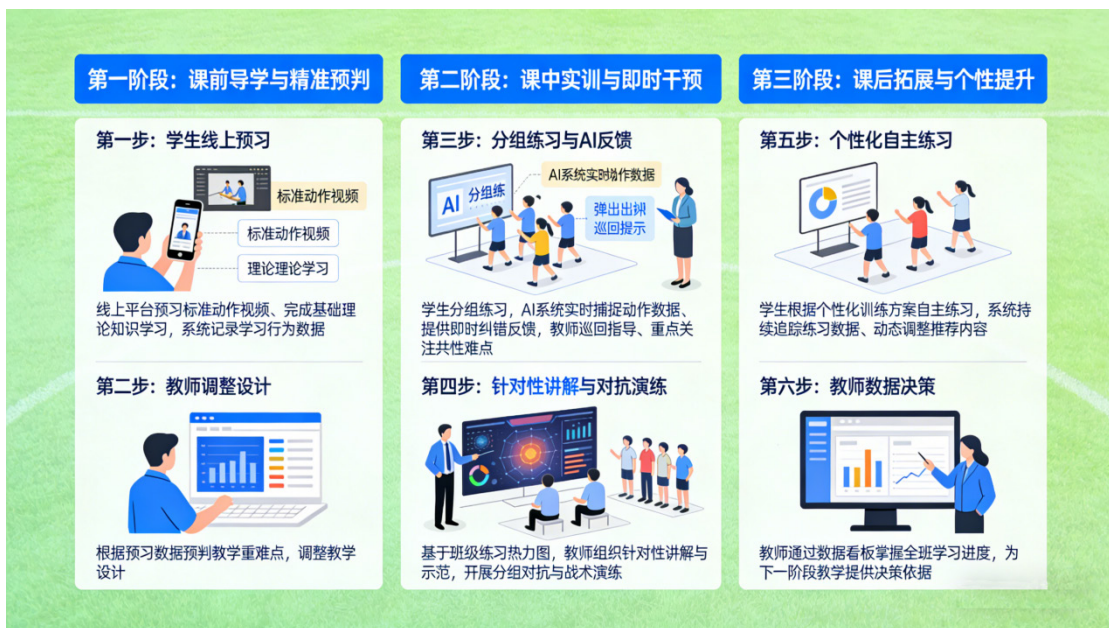 第一阶段：课前导学与精准预判
第一步：学生线上预习
标准动作视频
标准动作视频
理论理论学习
线上平台预习标准动作视频、完成基础理
论知识学习，系统记录学习行为数据
第二步：教师调整设计
根据预习数据预判教学重难点，调整教学
设计
第二阶段：课中实训与即时干预
第三步：分组练习与AI反馈
AI 分组练
AI系统实时动作数据
巡回提示
学生分组练习，AI系统实时捕捉动作数据、
提供即时纠错反馈，教师巡回指导、重点关
注共性难点
第四步：针对性讲解与对抗演练
基于班级练习热力图，教师组织针对性讲解与
示范，开展分组对抗与战术演练
第三阶段：课后拓展与个性提升
第五步：个性化自主练习
学生根据个性化训练方案自主练习，系统持
续追踪练习数据、动态调整推荐内容
第六步：教师数据决策
教师通过数据看板掌握全班学习进度，为
下一阶段教学提供决策依据